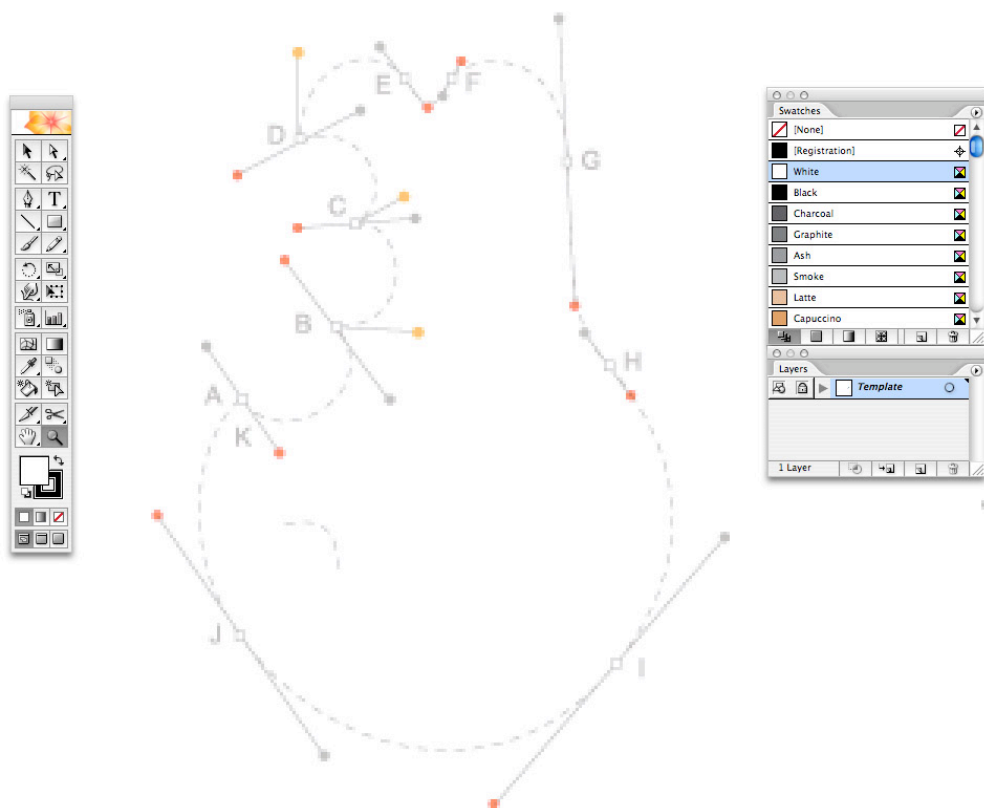 E
F
D
G
C
B
H
A
K
J
I
T
Swatches
[None]
[Registration]
White
Black
Charcoal
Graphite
Ash
Smoke
Latte
Capuccino
Layers
Template
1 Layer